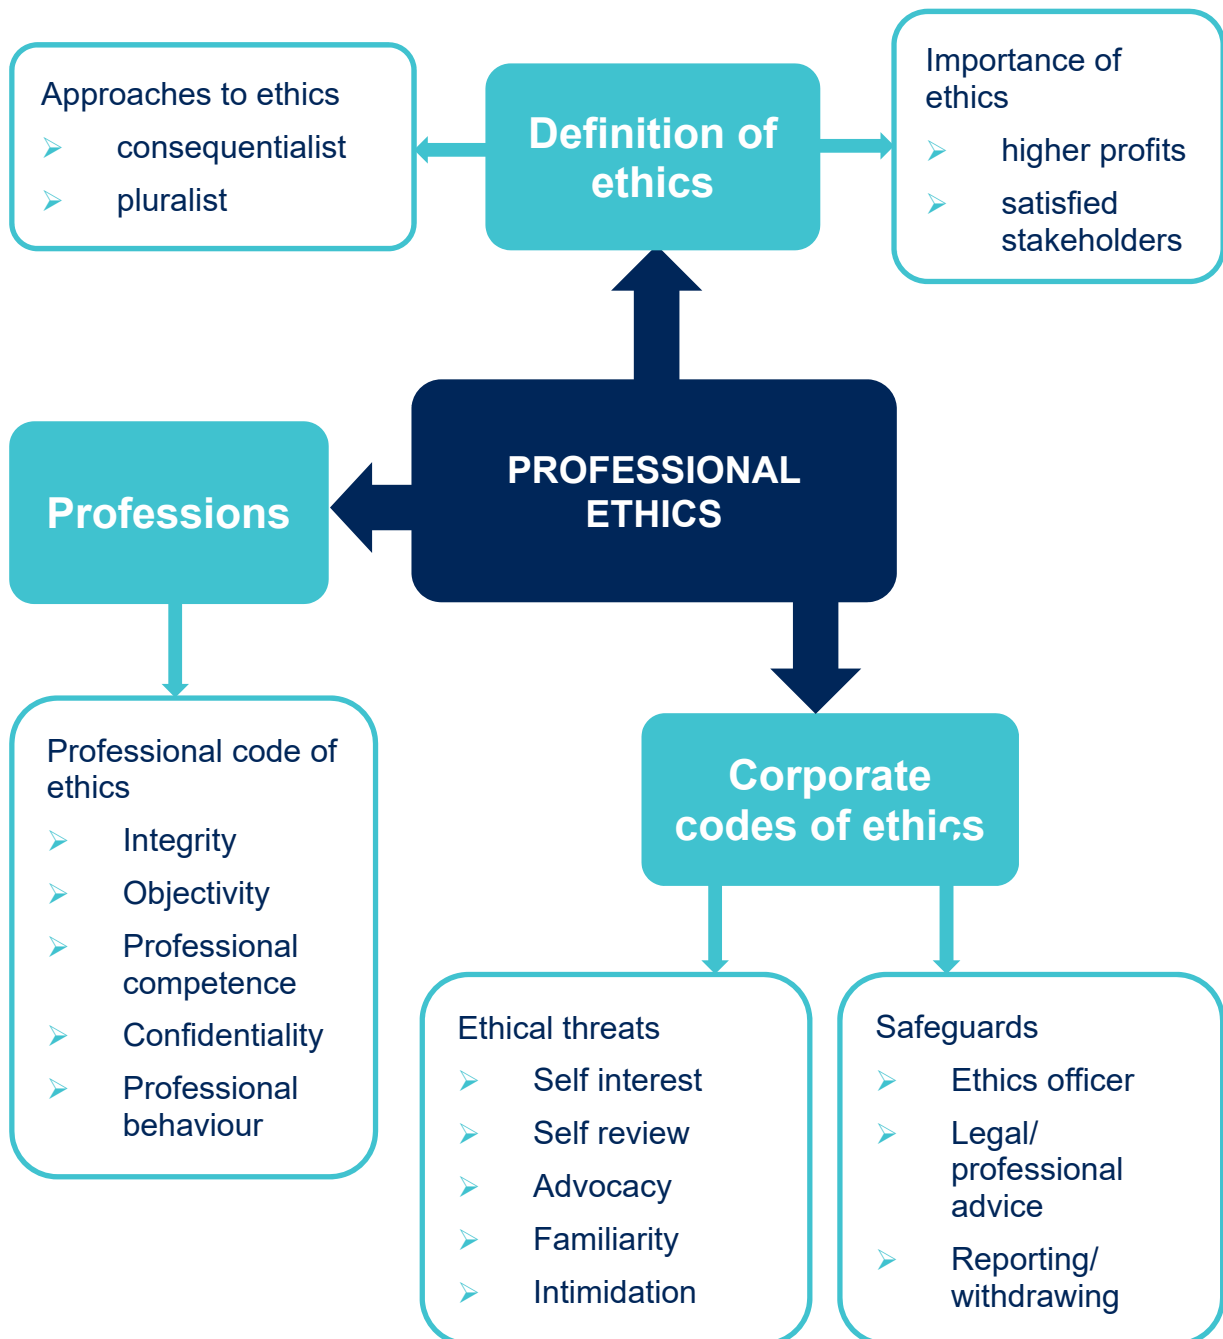 Approaches to ethics
➢ consequentialist
➢ pluralist
Definition of
ethics
Importance of
ethics
➢ higher profits
➢ satisfied
stakeholders
PROFESSIONAL
ETHICS
Professions
Professional code of
ethics
➢ Integrity
➢ Objectivity
➢ Professional
competence
➢ Confidentiality
➢ Professional
behaviour
Corporate
codes of ethics
Ethical threats
➢ Self interest
➢ Self review
➢ Advocacy
➢ Familiarity
➢ Intimidation
Safeguards
➢ Ethics officer
➢ Legal/
professional
advice
➢ Reporting/
withdrawing